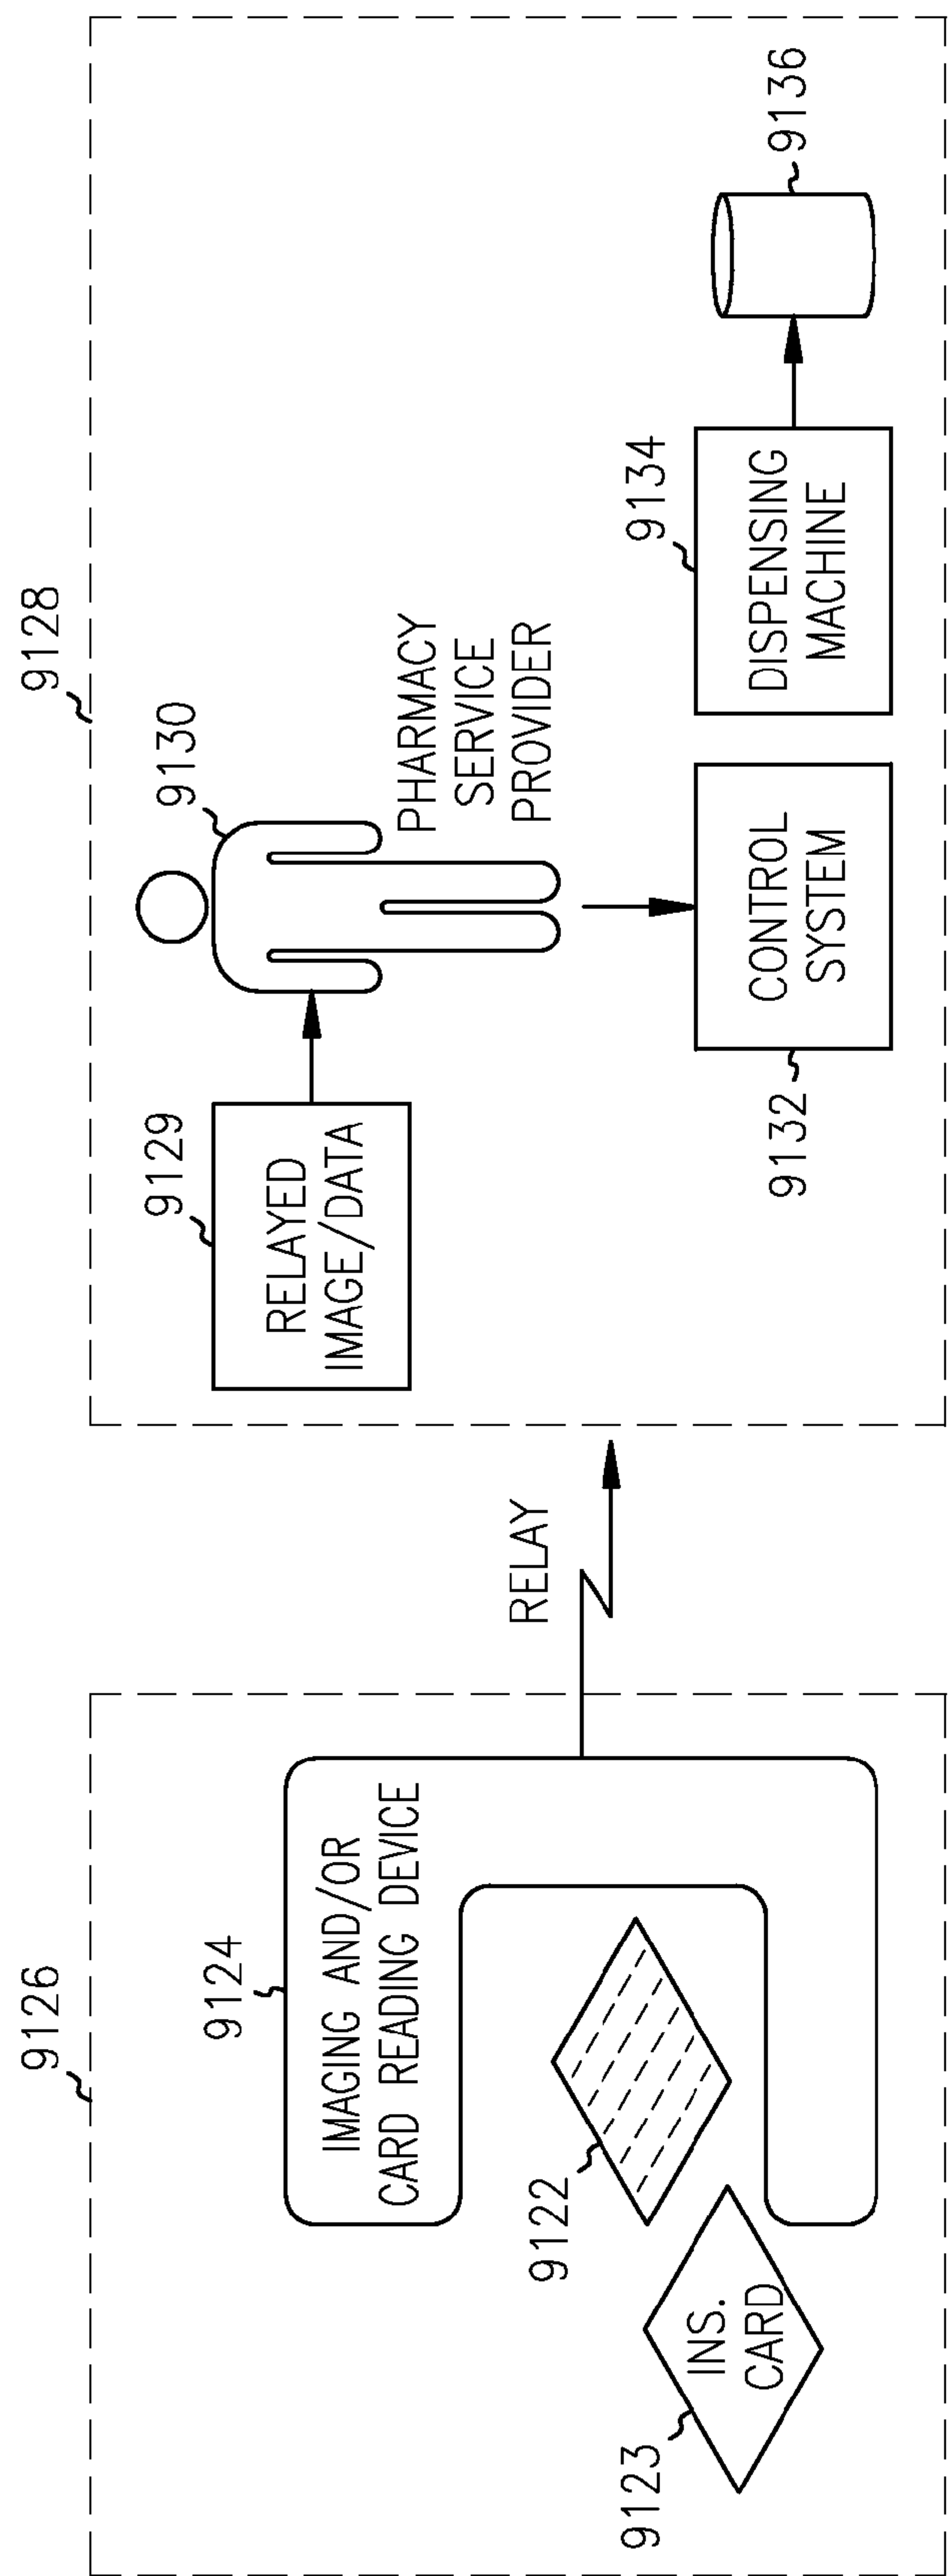 9126
9124
IMAGING AND/OR
CARD READING DEVICE
9122
9123
INS.
CARD
RELAY
9128
9129
RELAYED
IMAGE/DATA
9130
PHARMACY
SERVICE
PROVIDER
9132
CONTROL
SYSTEM
9134
DISPENSING
MACHINE
9136